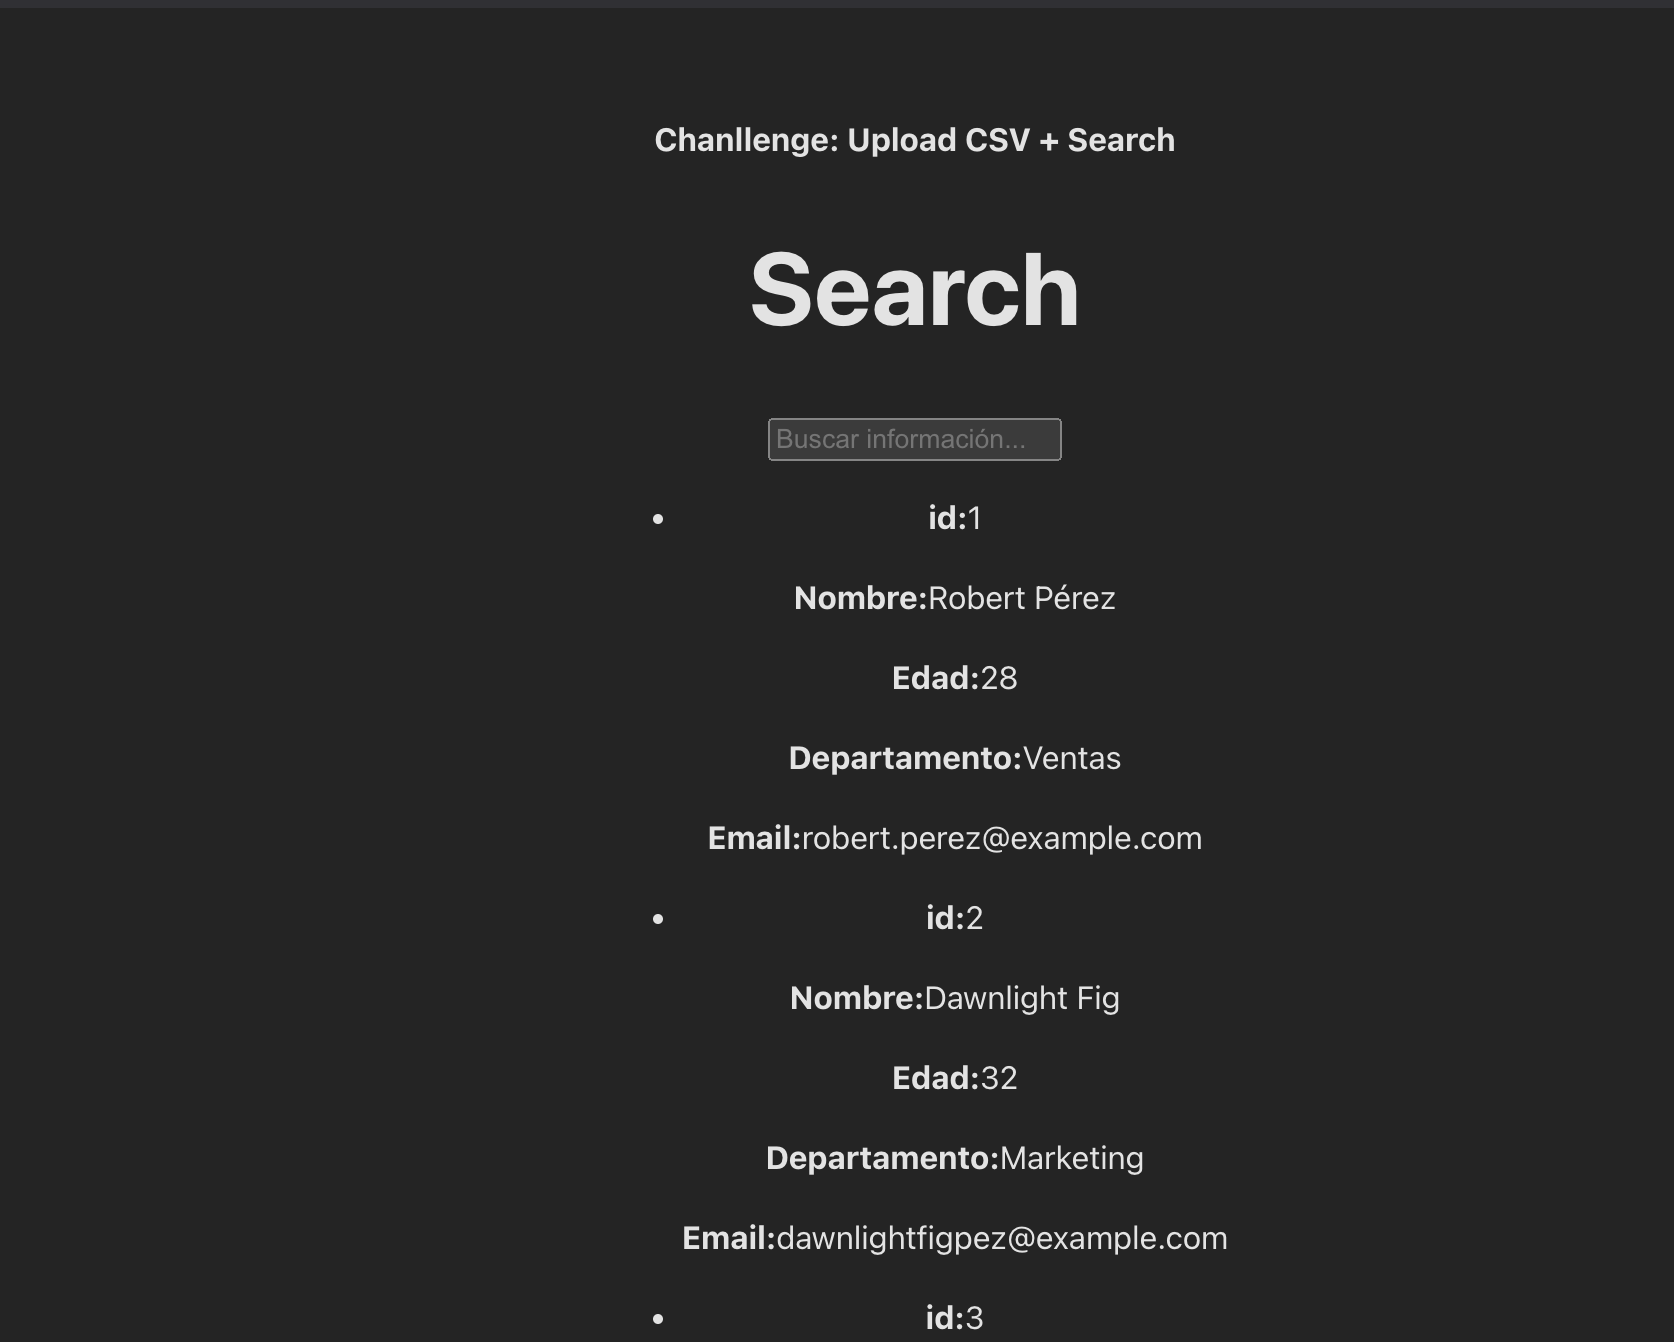 Chanllenge: Upload CSV + Search
Search
Buscar información...
id:1
Nombre:Robert Pérez
Edad:28
Departamento:Ventas
Email:robert.perez@example.com
id:2
Nombre:Dawnlight Fig
Edad:32
Departamento:Marketing
Email:dawnlightfigpez@example.com
id:3